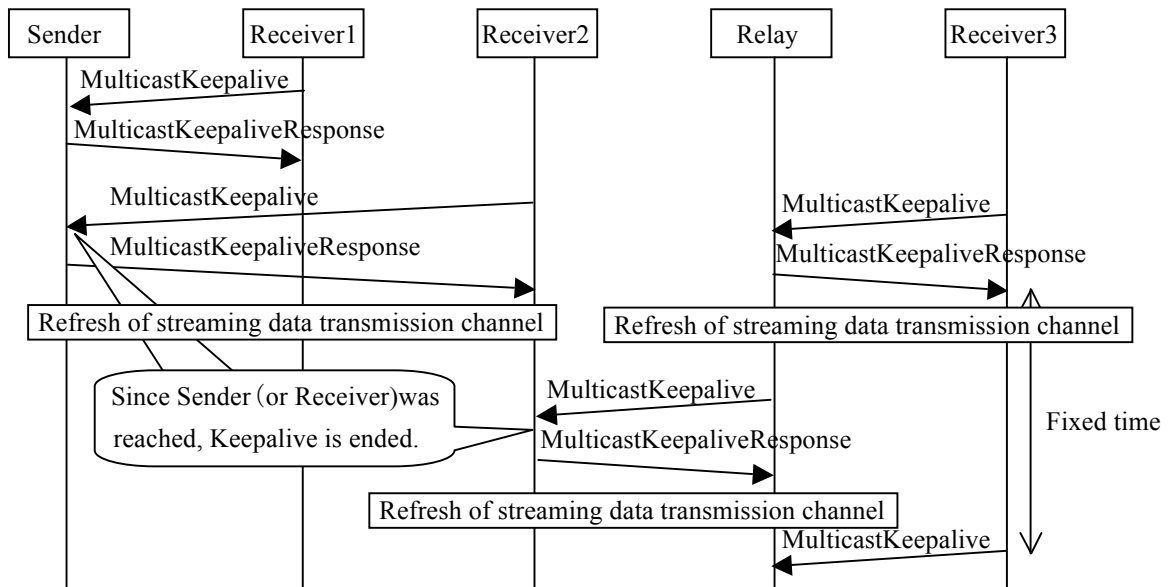 Sender
Receiver1
Receiver2
Relay
Receiver3
MulticastKeepalive
MulticastKeepaliveResponse
MulticastKeepalive
MulticastKeepalive
MulticastKeepaliveResponse
MulticastKeepaliveResponse
Refresh of streaming data transmission channel
Refresh of streaming data transmission channel
Since Sender (or Receiver)was
reached, Keepalive is ended.
MulticastKeepalive
Fixed time
MulticastKeepaliveResponse
Refresh of streaming data transmission channel
MulticastKeepalive